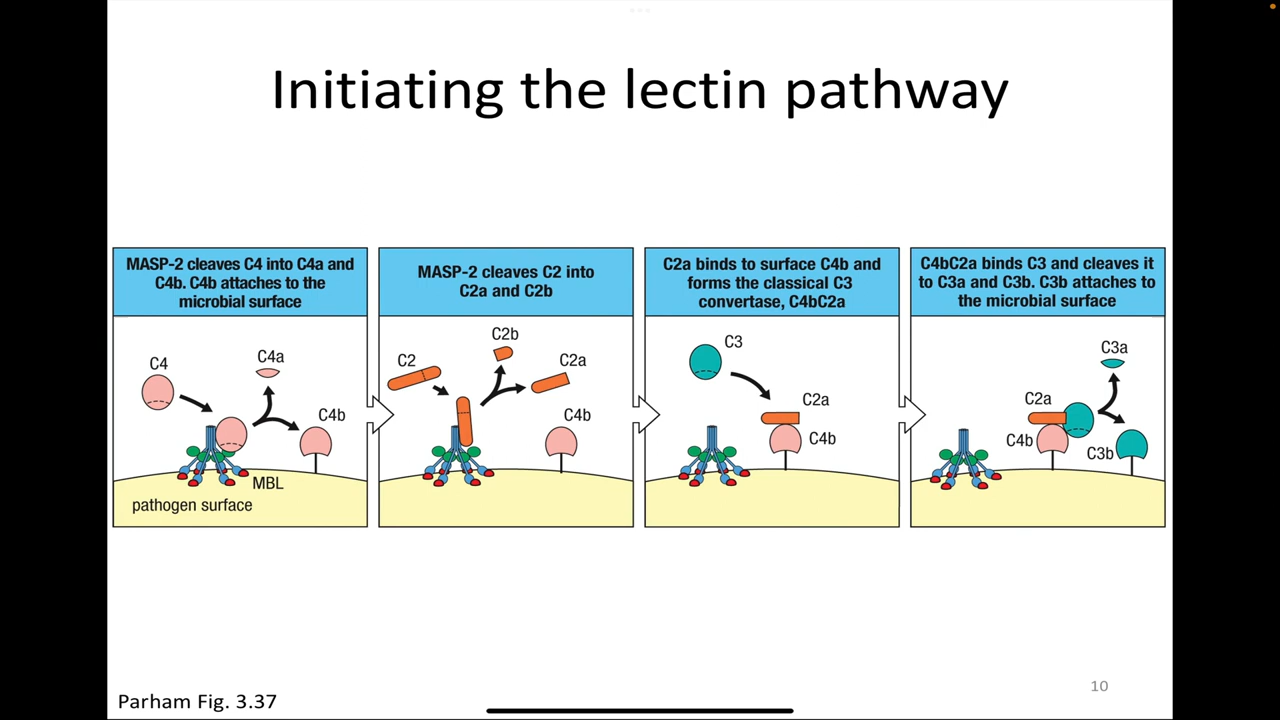 Initiating the lectin pathway
MASP-2 cleaves C4 into C4a and
C4b. C4b attaches to the
microbial surface
C4
C4a
C4b
MBL
pathogen surface
MASP-2 cleaves C2 into
C2a and C2b
C2
C2b
C2a
C4b
C2a binds to surface C4b and
forms the classical C3
convertase, C4bC2a
C3
C2a
C4b
C4bC2a binds C3 and cleaves it
to C3a and C3b. C3b attaches to
the microbial surface
C3a
C2a
C4b
C3b
Parham Fig. 3.37
10